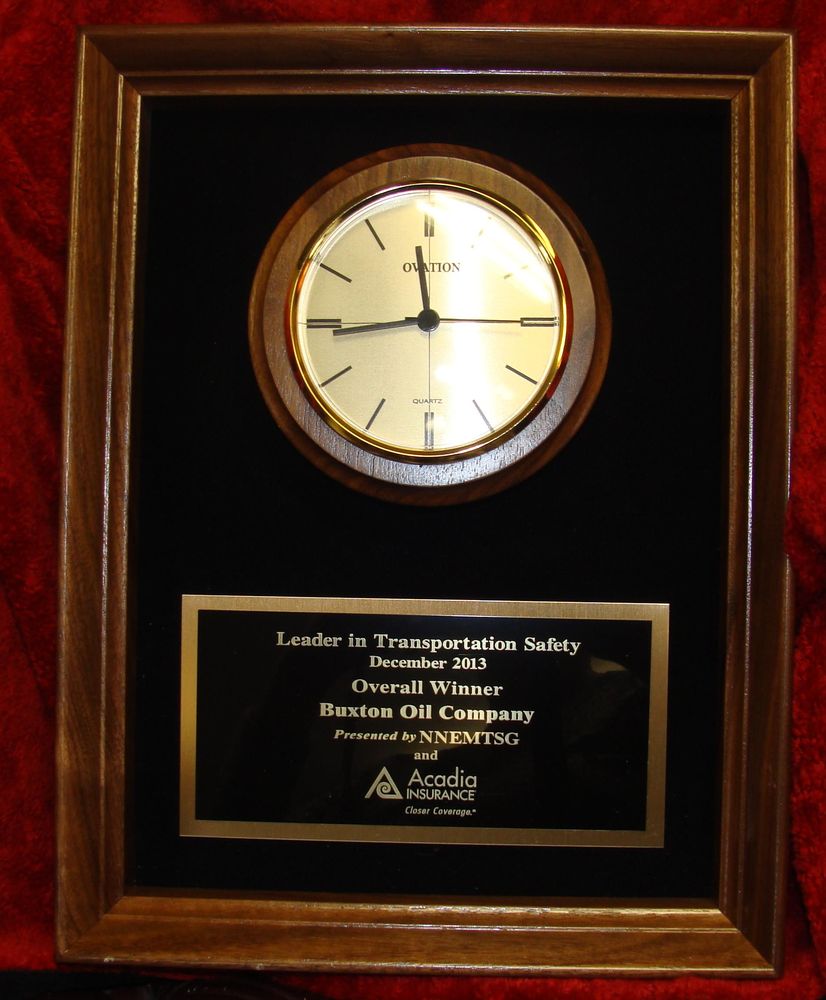 OVATION
QUARTZ
Leader in Transportation Safety
December 2013
Overall Winner
Buxton Oil Company
Presented by NNEMTSG
and
Acadia
INSURANCE
Closer Coverage.℠